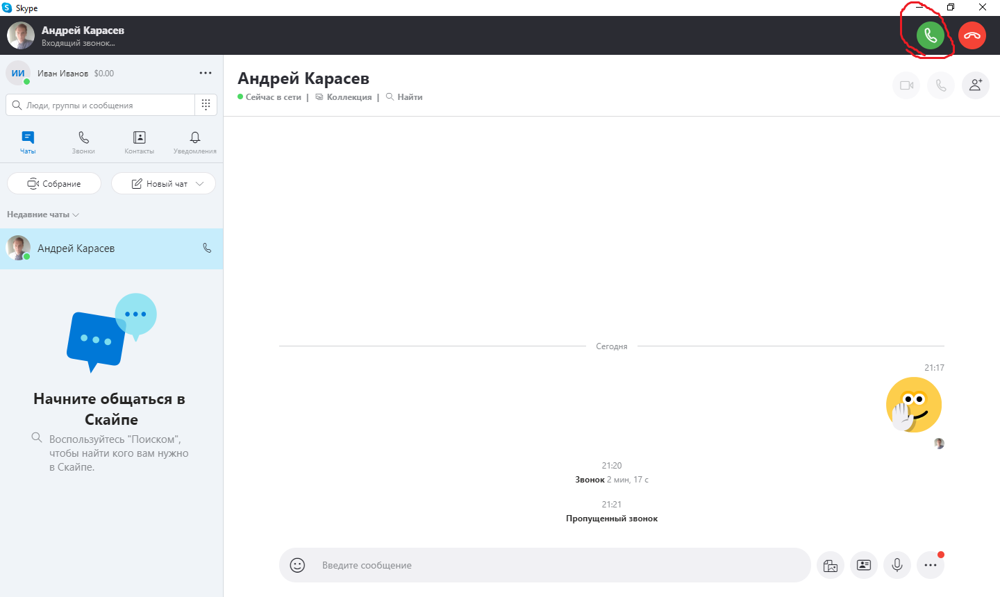 Skype
Андрей Карасев
Входящий звонок...
ИИ Иван Иванов $0.00
Люди, группы и сообщения
Чаты Звонки Контакты Уведомления
Собрание Новый чат
Недавние чаты
Андрей Карасев
Начните общаться в
Скайпе
Воспользуйтесь "Поиском",
чтобы найти кого вам нужно
в Скайпе.
Андрей Карасев
Сейчас в сети | Коллекция | Найти
Сегодня
21:17
21:20
Звонок 2 мин, 17 с
21:21
Пропущенный звонок
Введите сообщение